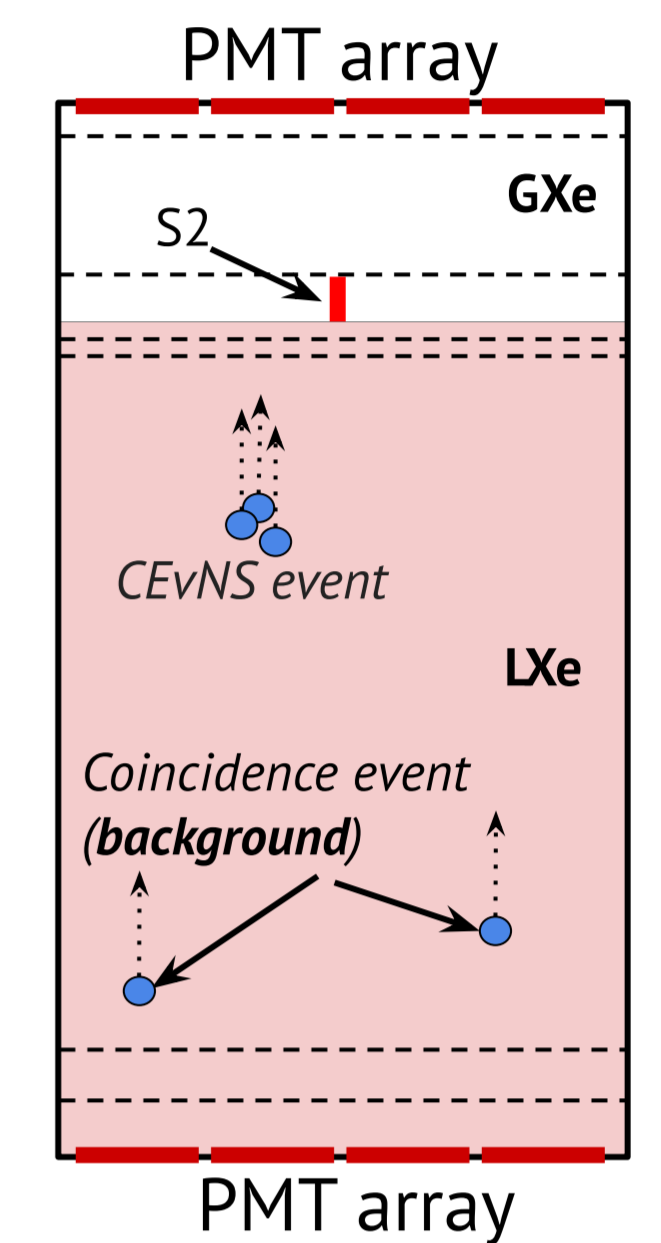 PMT array
GXe
S2
CEvNS event
LXe
Coincidence event
(background)
PMT array